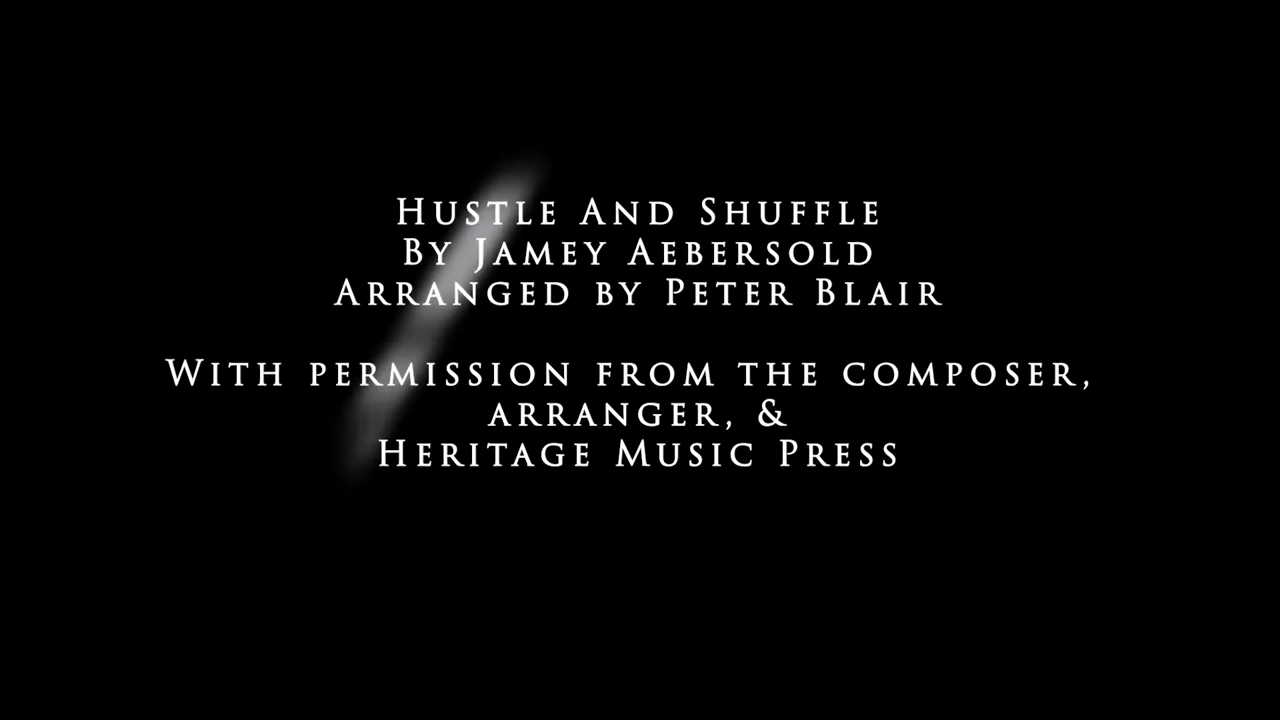 Hustle And Shuffle
By Jamey Aebersold
Arranged by Peter Blair
With permission from the composer,
arranger, &
Heritage Music Press